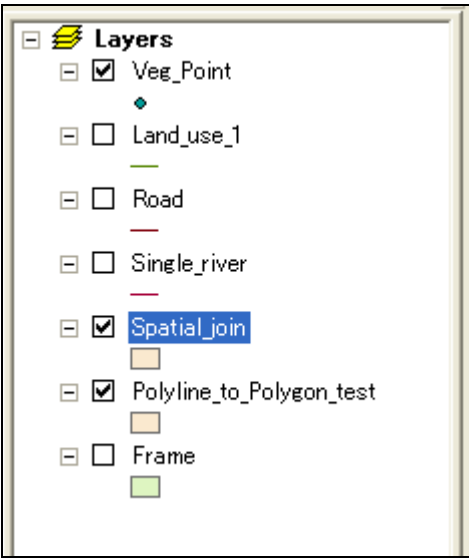 Layers
Veg_Point
Land_use_1
Road
Single_river
Spatial_join
Polyline_to_Polygon_test
Frame